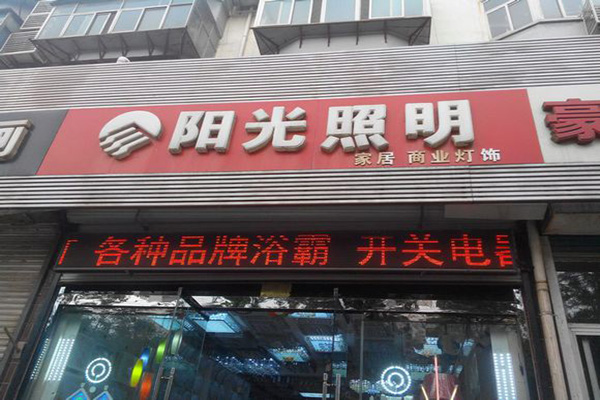 阳光照明
家居 商业灯饰
豪
各种品牌浴霸 开关电